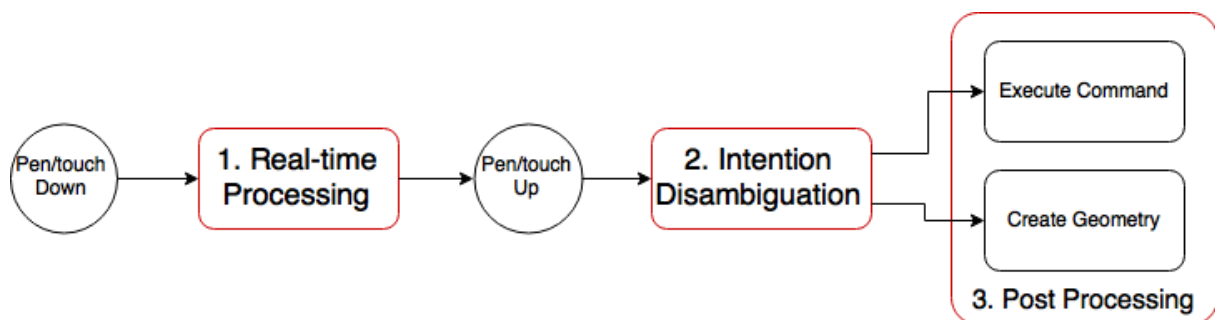 Pen/touch
Down
1. Real-time
Processing
Pen/touch
Up
2. Intention
Disambiguation
Execute Command
Create Geometry
3. Post Processing